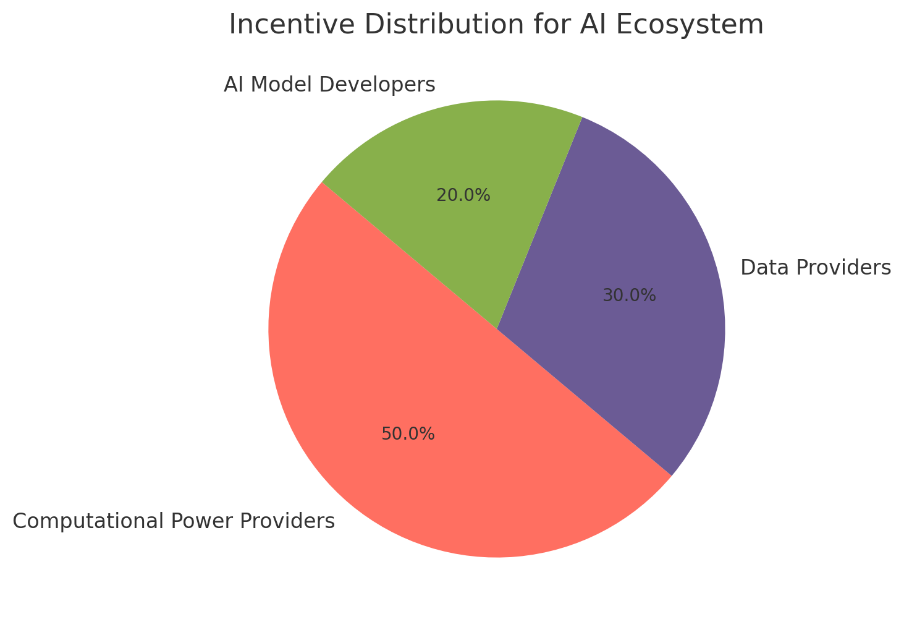 Incentive Distribution for AI Ecosystem
AI Model Developers
20.0%
Data Providers
30.0%
50.0%
Computational Power Providers